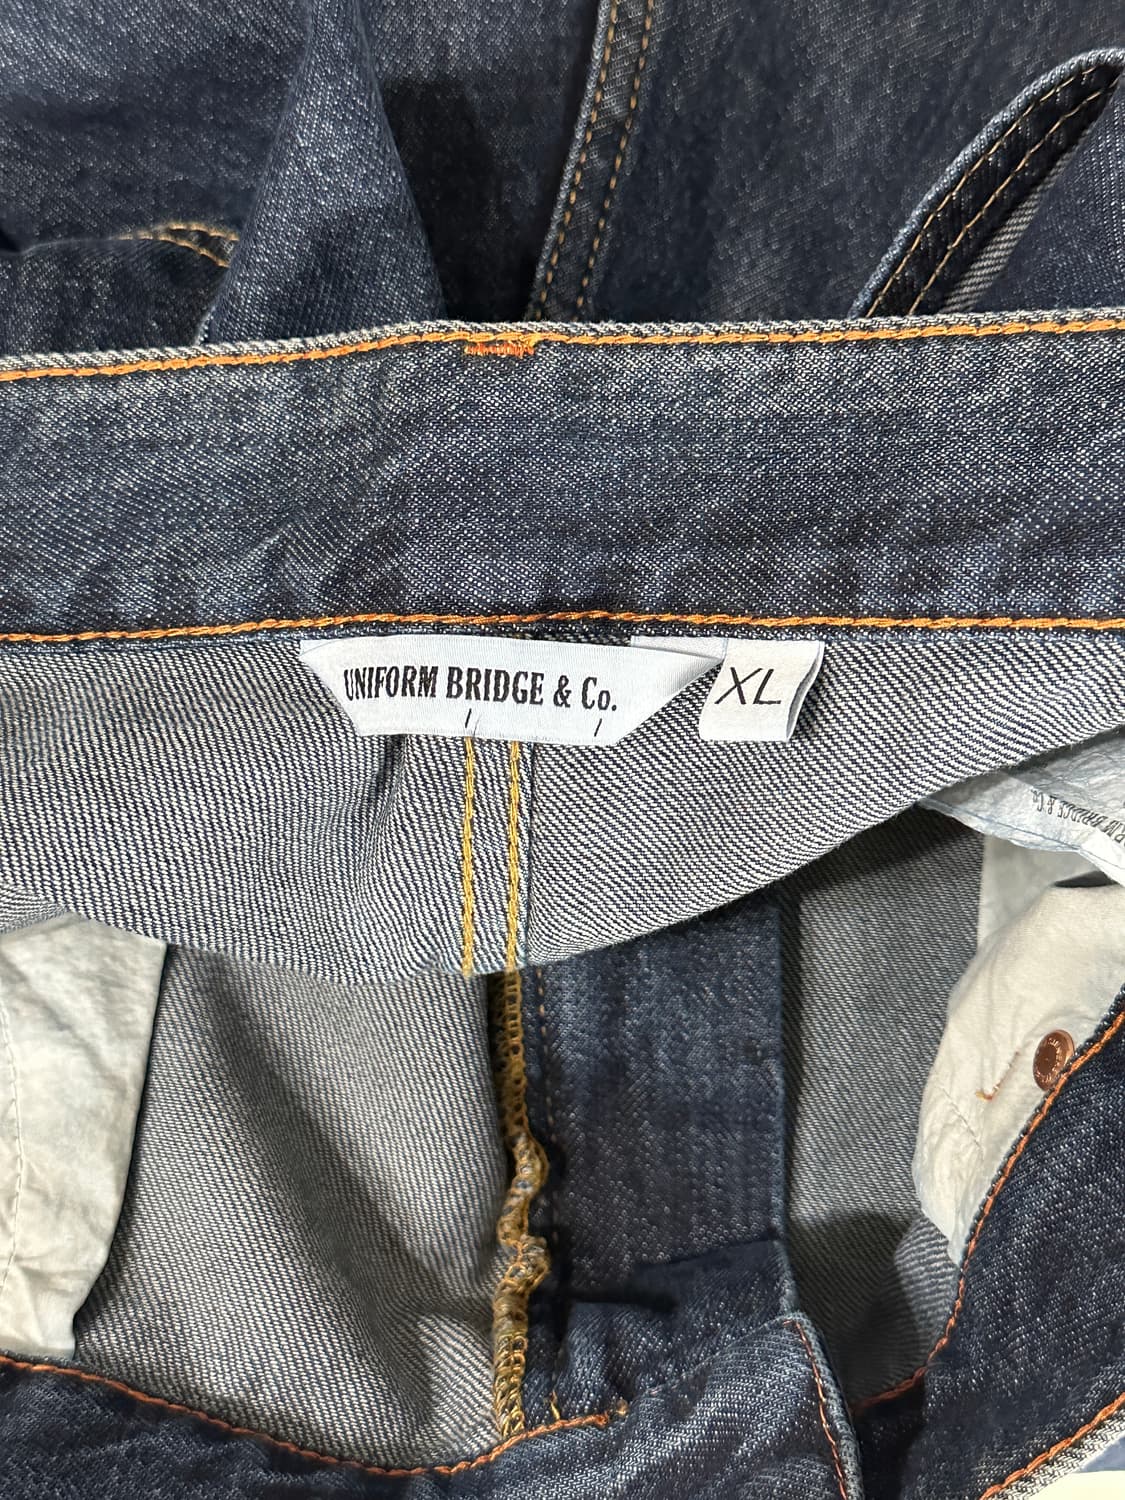 UNIFORM BRIDGE & Co.
XL